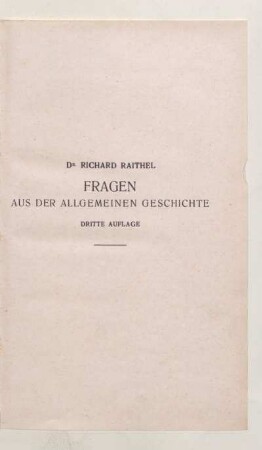 DR RICHARD RAITHEL
FRAGEN
AUS DER ALLGEMEINEN GESCHICHTE
DRITTE AUFLAGE